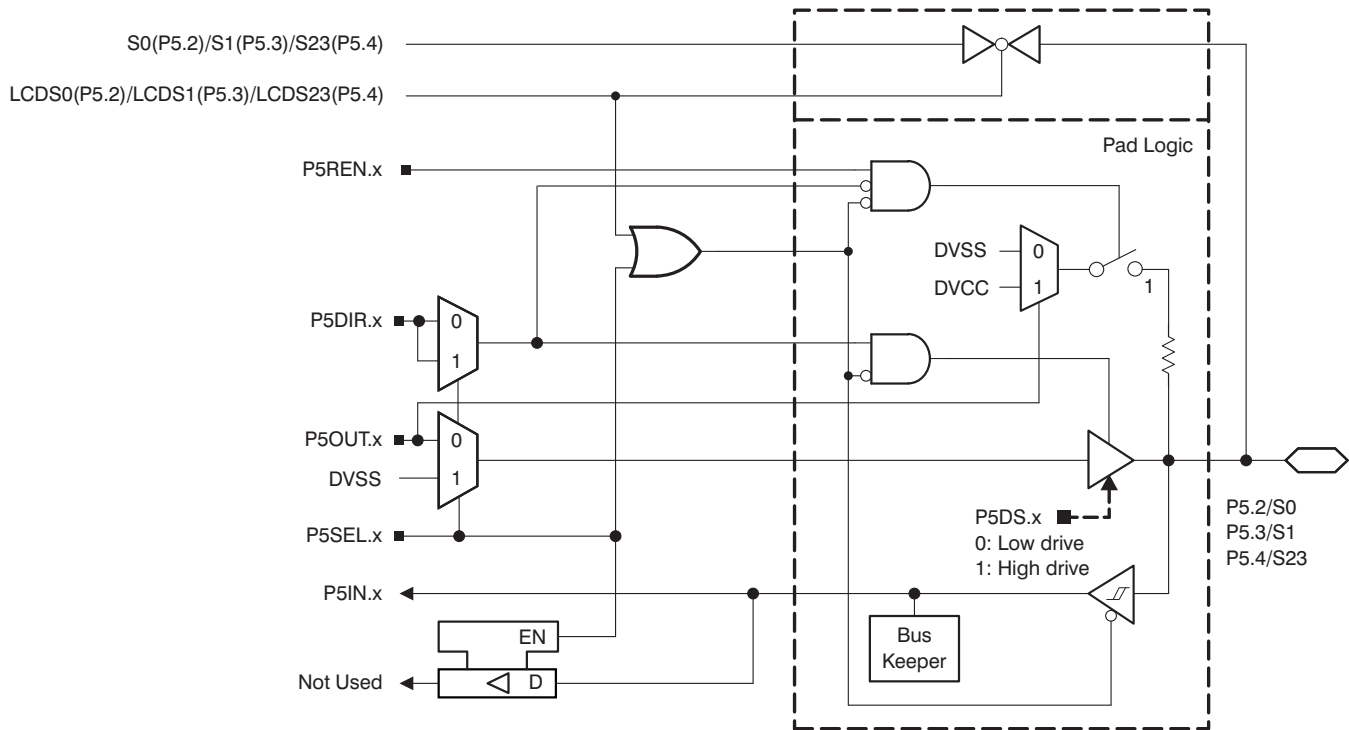 S0(P5.2)/S1(P5.3)/S23(P5.4)
LCDS0(P5.2)/LCDS1(P5.3)/LCDS23(P5.4)
Pad Logic
P5REN.x
DVSS
0
DVCC
1
1
P5DIR.x
0
1
P5OUT.x
0
DVSS
1
P5SEL.x
P5DS.x
0: Low drive
1: High drive
P5.2/S0
P5.3/S1
P5.4/S23
P5IN.x
Bus
Keeper
EN
Not Used
D